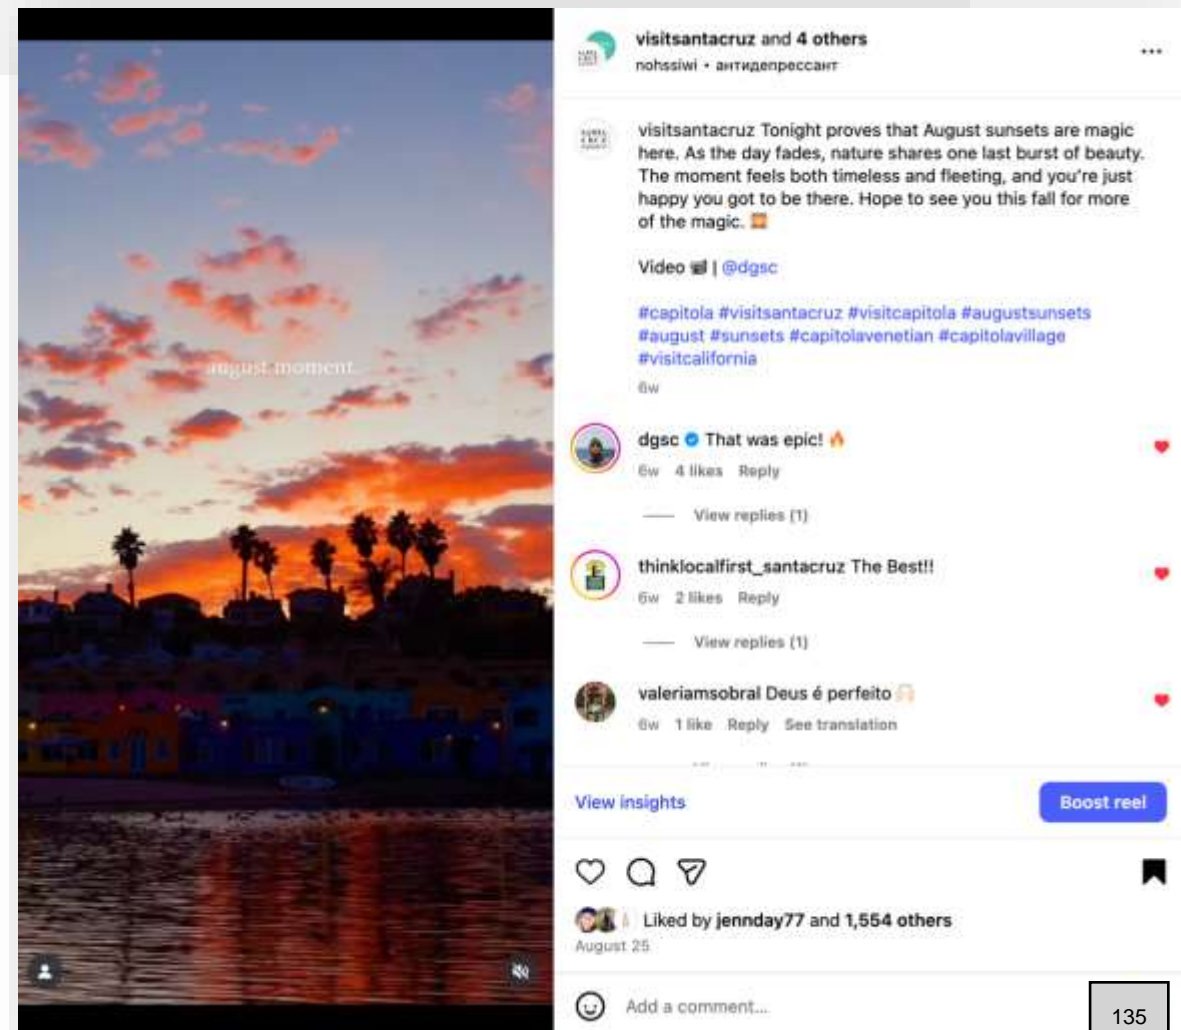 august moment.
visitsantacruz and 4 others
nohssiwi • антидепрессант
visitsantacruz Tonight proves that August sunsets are magic
here. As the day fades, nature shares one last burst of beauty.
The moment feels both timeless and fleeting, and you're just
happy you got to be there. Hope to see you this fall for more
of the magic. 🌅
Video 📹 | @dgsc
#capitola #visitsantacruz #visitcapitola #augustsunsets
#august #sunsets #capitolavenetian #capitolavillage
#visitcalifornia
6w
dgsc That was epic! 🔥
6w 4 likes Reply
View replies (1)
thinklocalfirst_santacruz The Best!!
6w 2 likes Reply
View replies (1)
valeriamsobral Deus é perfeito 🙌🏻
6w 1 like Reply See translation
View insights
Boost reel
Liked by jennday77 and 1,554 others
August 25
Add a comment...
135